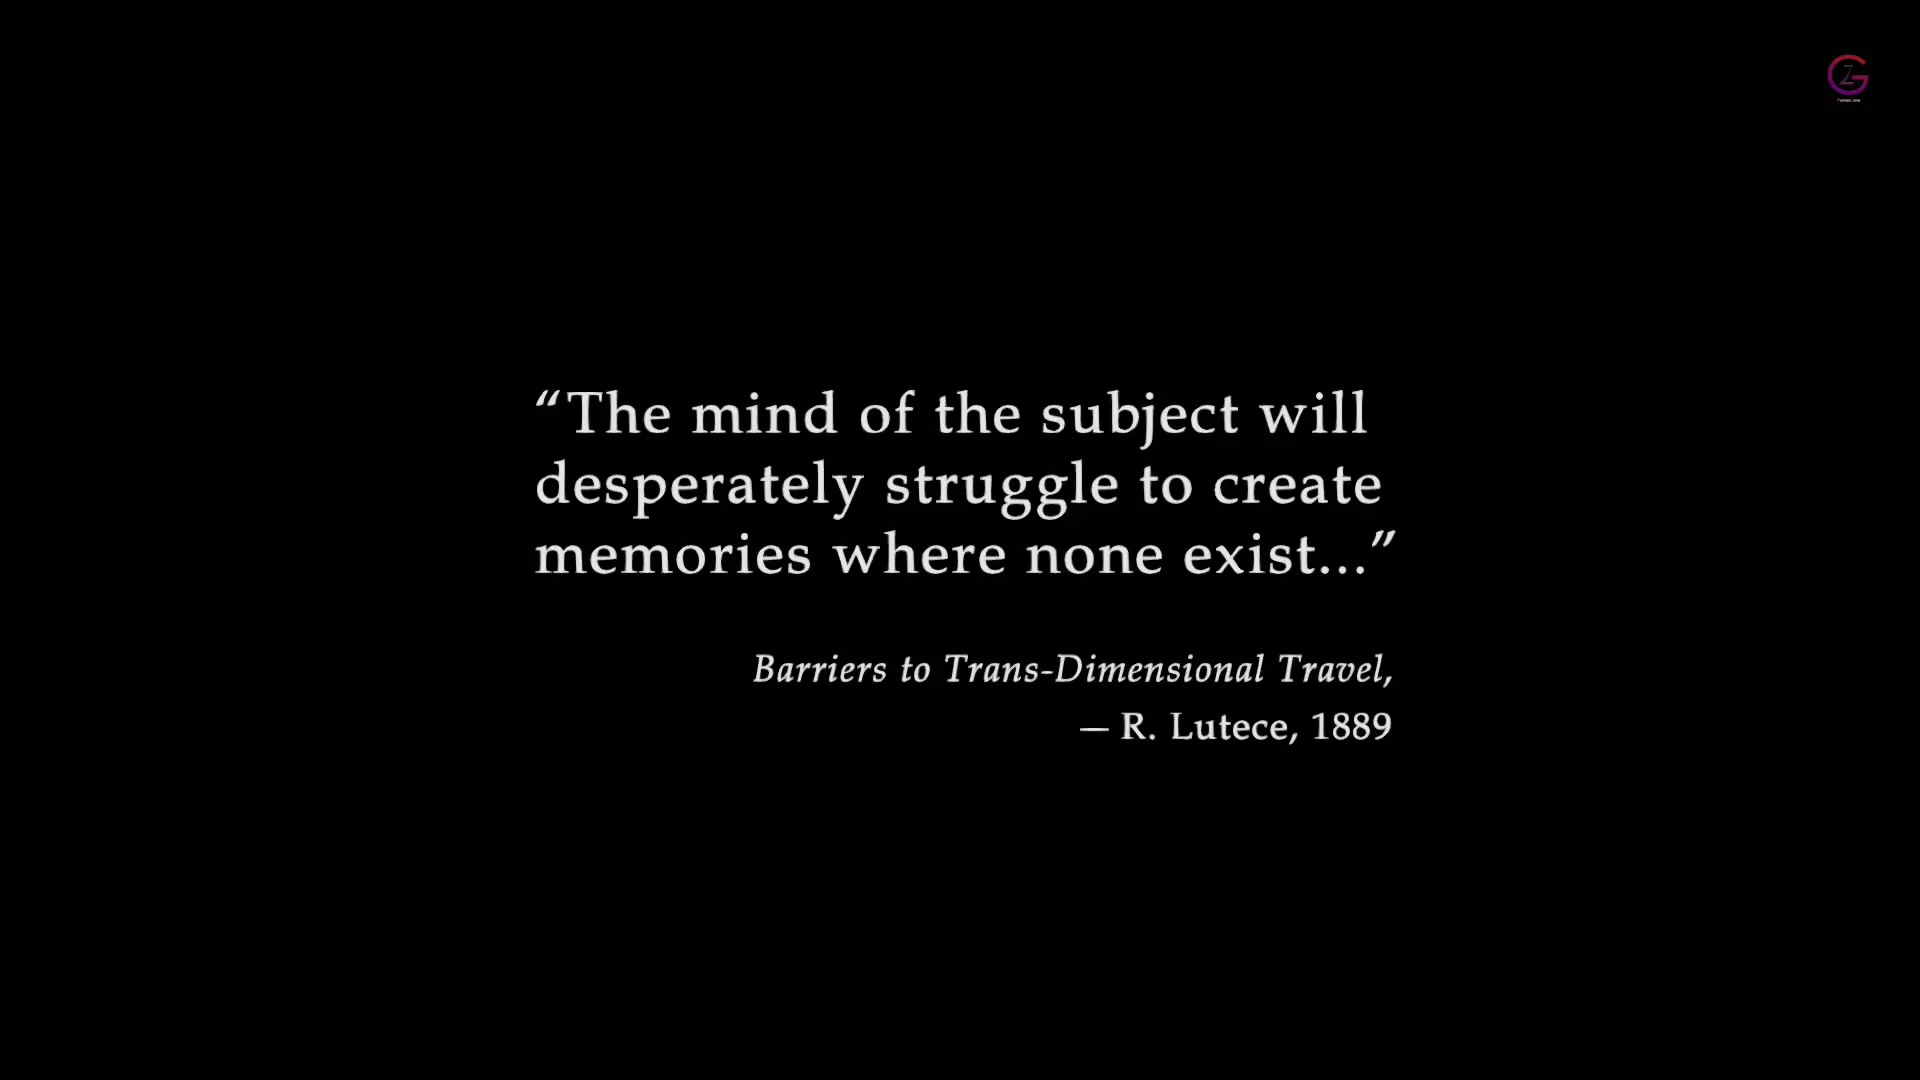 “The mind of the subject will
desperately struggle to create
memories where none exist...”
Barriers to Trans-Dimensional Travel,
— R. Lutece, 1889